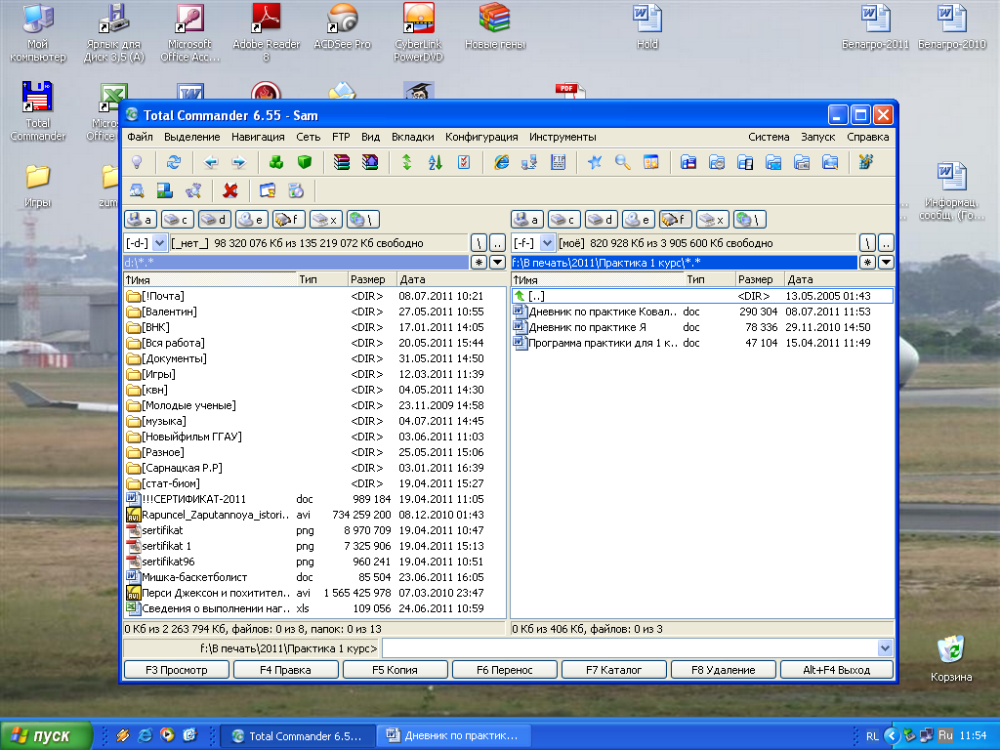 Мой компьютер
Ярлык для Диск 3,5 (A)
Microsoft Office Acc...
Adobe Reader 8
ACDSee Pro
CyberLink PowerDVD
Новые гены
Hold
Белагро-2011
Белагро-2010
Total Commander
Micro
Office
PDF
Игры
zum
Информац. сообщ. (Го...
Корзина
Total Commander 6.55 - Sam
Файл Выделение Навигация Сеть FTP Вид Вкладки Конфигурация Инструменты Система Запуск Справка
a c d e f x \ a c d e f x \
[-d-] [_нет_] 98 320 076 Кб из 135 219 072 Кб свободно \ .. [-f-] [моё] 820 928 Кб из 3 905 600 Кб свободно \ ..
d:\*.* * f:\В печать\2011\Практика 1 курс\*.* *
↑Имя Тип Размер Дата ↑Имя Тип Размер Дата
[!Почта] <DIR> 08.07.2011 10:21
[Валентин] <DIR> 27.05.2011 10:55
[ВНК] <DIR> 17.01.2011 14:05
[Вся работа] <DIR> 20.05.2011 15:44
[Документы] <DIR> 31.05.2011 14:50
[Игры] <DIR> 12.03.2011 11:39
[квн] <DIR> 04.05.2011 14:30
[Молодые ученые] <DIR> 23.11.2009 14:58
[музыка] <DIR> 04.07.2011 14:45
[Новыйфильм ГГАУ] <DIR> 03.06.2011 11:03
[Разное] <DIR> 25.05.2011 15:06
[Сарнацкая Р.Р] <DIR> 03.01.2011 16:39
[стат-биом] <DIR> 19.04.2011 15:27
!!!СЕРТИФИКАТ-2011 doc 989 184 19.04.2011 11:05
Rapuncel_Zaputannoya_istori.. avi 734 259 200 08.12.2010 01:43
sertifikat png 8 970 709 19.04.2011 10:47
sertifikat 1 png 7 325 906 19.04.2011 15:13
sertifikat96 png 960 241 19.04.2011 10:51
Мишка-баскетболист doc 85 504 23.06.2011 16:05
Перси Джексон и похитител.. avi 1 565 425 978 07.03.2010 23:47
Сведения о выполнении наг.. xls 109 056 24.06.2011 10:59
[..] <DIR> 13.05.2005 01:43
Дневник по практике Ковал.. doc 290 304 08.07.2011 11:53
Дневник по практике Я doc 78 336 29.11.2010 14:50
Программа практики для 1 к.. doc 47 104 15.04.2011 11:49
0 Кб из 2 263 794 Кб, файлов: 0 из 8, папок: 0 из 13
0 Кб из 406 Кб, файлов: 0 из 3
f:\В печать\2011\Практика 1 курс>
F3 Просмотр F4 Правка F5 Копия F6 Перенос F7 Каталог F8 Удаление Alt+F4 Выход
пуск Total Commander 6.5... Дневник по практик... RL Ru 11:54